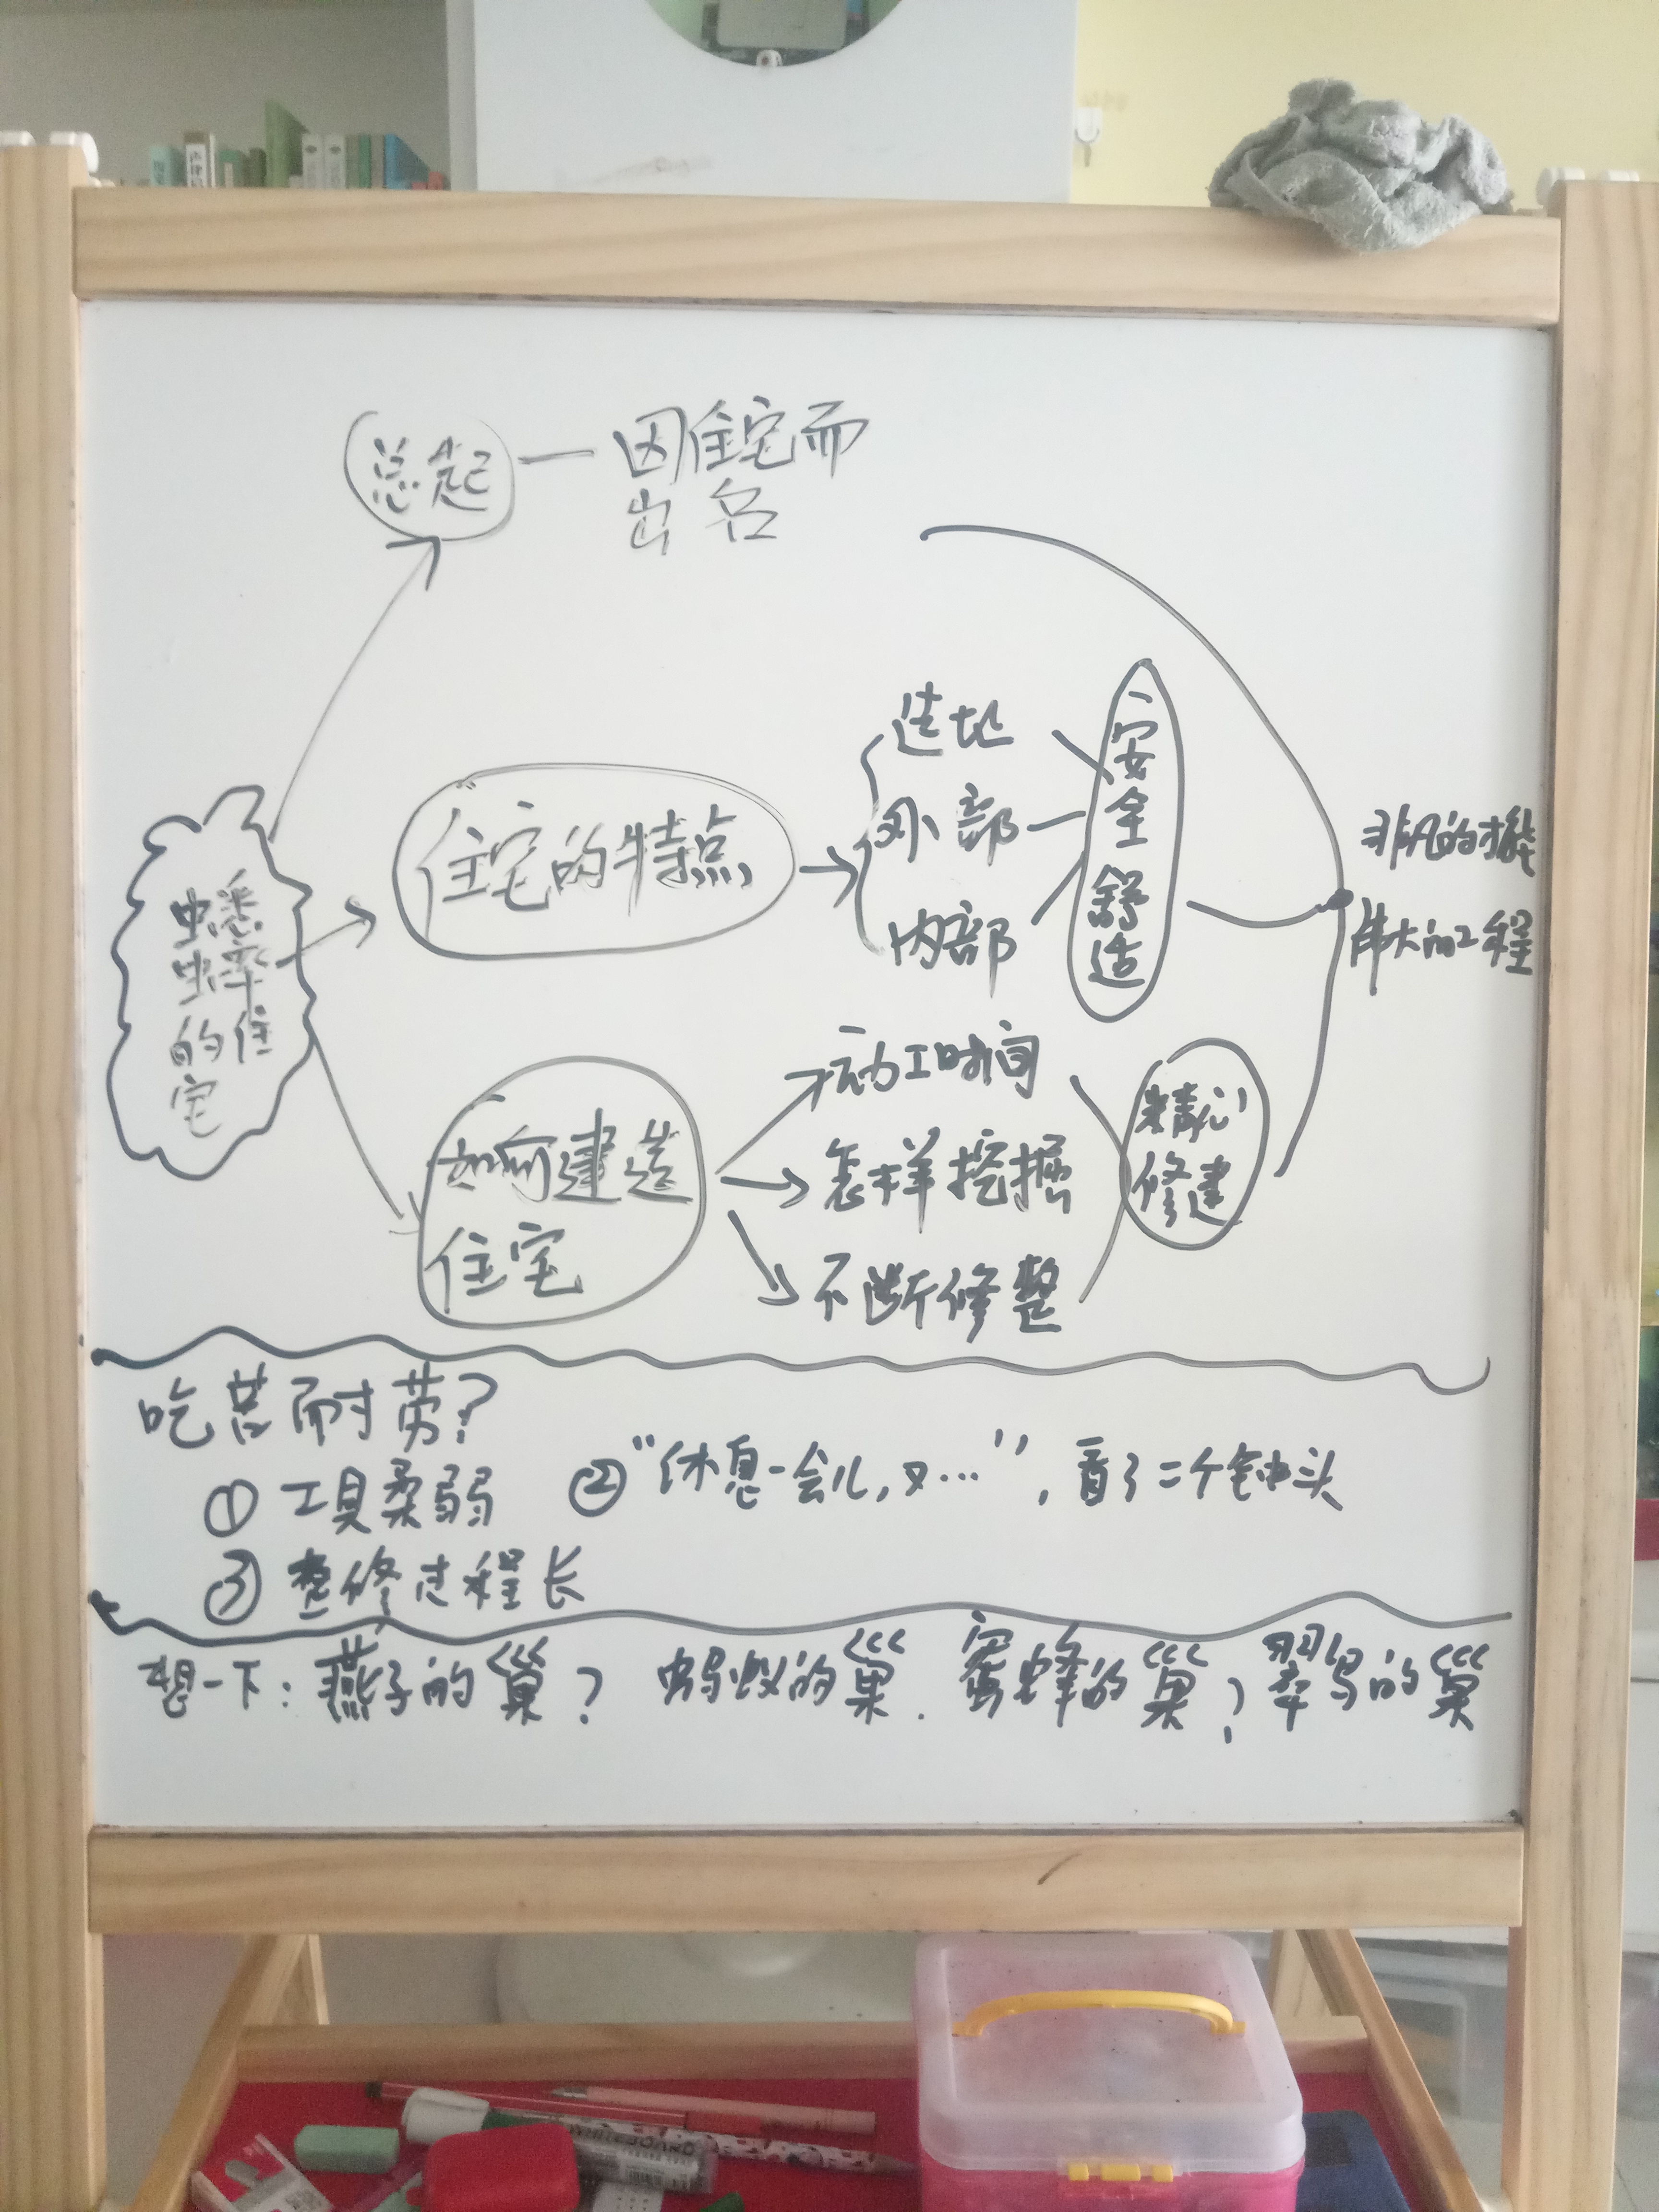 总起 — 因住宅而
出名
蟋
蟀
的住
宅
住宅的特点
选址
外部
内部
安全舒适
非凡的才能
伟大的工程
如何建造
住宅
动工时间
怎样挖掘
不断修整
精心
修建
吃苦耐劳?
① 工具柔弱 ② “休息一会儿,又…”, 看了二个钟头
③ 整修过程长
想一下: 燕子的巢? 蚂蚁的巢. 蜜蜂的巢? 翠鸟的巢
WHITEBOARD